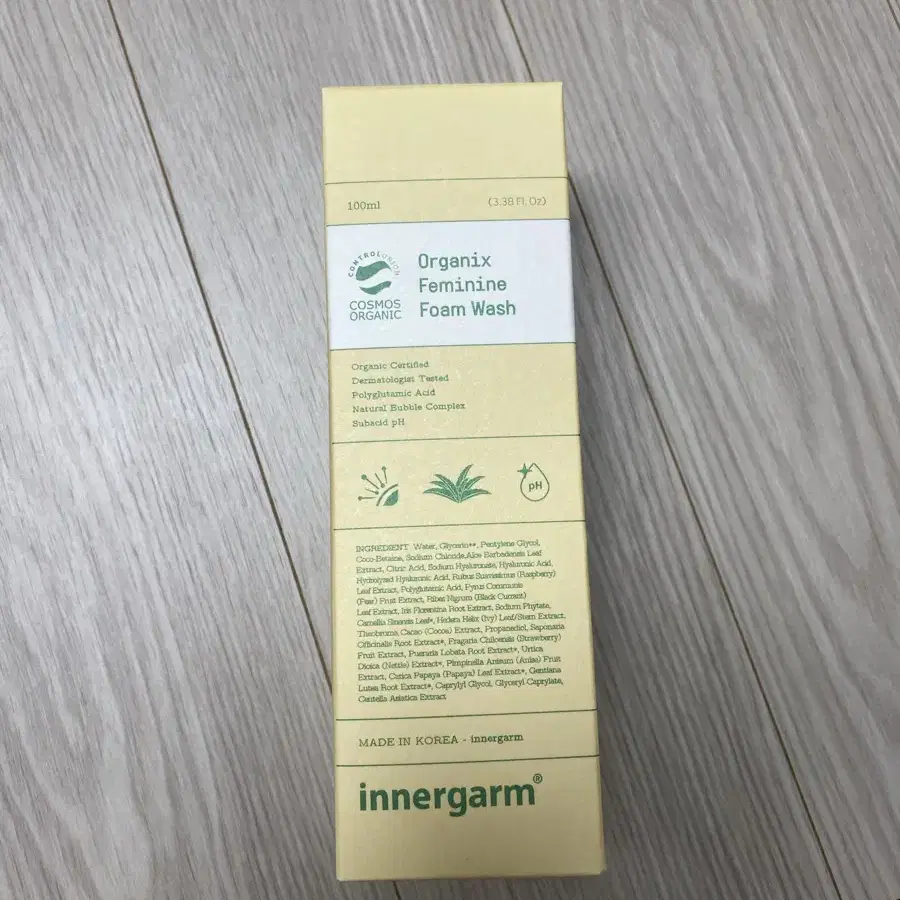 100ml (3.38 Fl. Oz)
CONTROLUNION
COSMOS
ORGANIC
Organix
Feminine
Foam Wash
Organic Certified
Dermatologist Tested
Polyglutamic Acid
Natural Bubble Complex
Subacid pH
pH
INGREDIENT Water, Glycerin**, Pentylene Glycol,
Coco-Betaine, Sodium Chloride, Aloe Barbadensis Leaf
Extract, Citric Acid, Sodium Hyaluronate, Hyaluronic Acid,
Hydrolyzed Hyaluronic Acid, Rubus Suavissimus (Raspberry)
Leaf Extract, Polyglutamic Acid, Pyrus Communis
(Pear) Fruit Extract, Ribes Nigrum (Black Currant)
Leaf Extract, Iris Florentina Root Extract, Sodium Phytate,
Camellia Sinensis Leaf*, Hedera Helix (Ivy) Leaf/Stem Extract,
Theobroma Cacao (Cocoa) Extract, Propanediol, Saponaria
Officinalis Root Extract*, Fragaria Chiloensis (Strawberry)
Fruit Extract, Pueraria Lobata Root Extract*, Urtica
Dioica (Nettle) Extract*, Pimpinella Anisum (Anise) Fruit
Extract, Carica Papaya (Papaya) Leaf Extract*, Gentiana
Lutea Root Extract*, Caprylyl Glycol, Glyceryl Caprylate,
Centella Asiatica Extract
MADE IN KOREA - innergarm
innergarm®